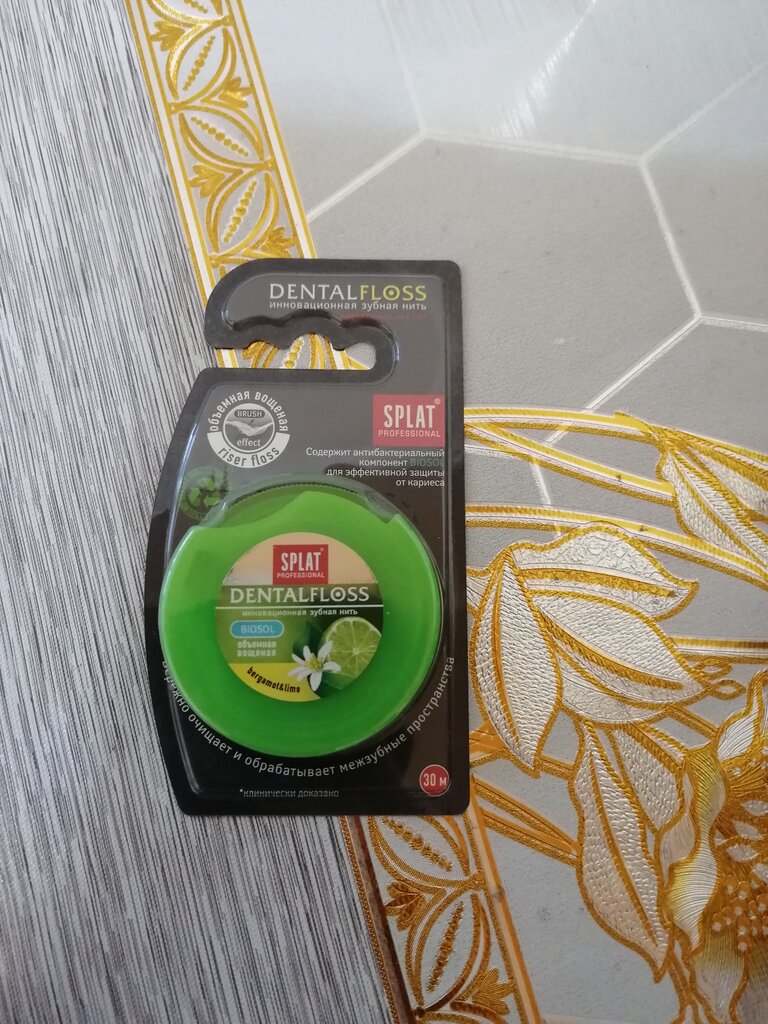 DENTALFLOSS
инновационная зубная нить
объемная вощеная
BRUSH
effect
riser floss
SPLAT®
PROFESSIONAL
Содержит антибактериальный
компонент BIOSOL
для эффективной защиты
от кариеса
SPLAT
PROFESSIONAL
DENTALFLOSS
инновационная зубная нить
BIOSOL
объемная
вощеная
bergamot&lime
бережно очищает и обрабатывает межзубные пространства
30 м
*клинически доказано